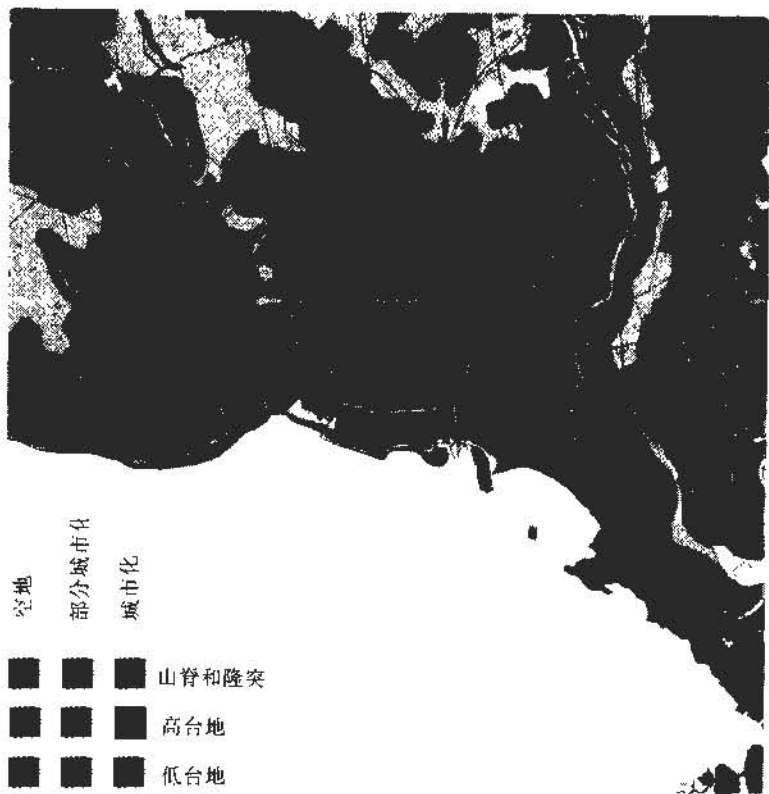 空地
部分城市化
城市化
山脊和隆突
高台地
低台地